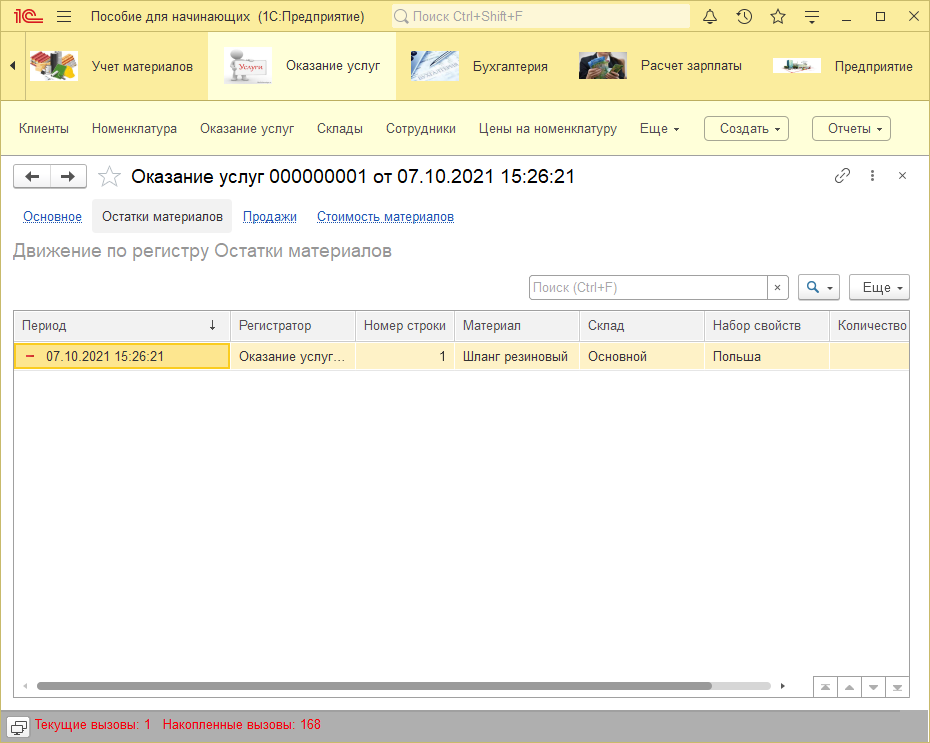 1С Пособие для начинающих (1С:Предприятие) Поиск Ctrl+Shift+F
Учет материалов Услуги Оказание услуг Бухгалтерия Расчет зарплаты Предприятие
Клиенты Номенклатура Оказание услуг Склады Сотрудники Цены на номенклатуру Еще Создать Отчеты
Оказание услуг 000000001 от 07.10.2021 15:26:21
Основное Остатки материалов Продажи Стоимость материалов
Движение по регистру Остатки материалов
Поиск (Ctrl+F) × Еще
Период ↓ Регистратор Номер строки Материал Склад Набор свойств Количество
07.10.2021 15:26:21 Оказание услуг... 1 Шланг резиновый Основной Польша
Текущие вызовы: 1 Накопленные вызовы: 168